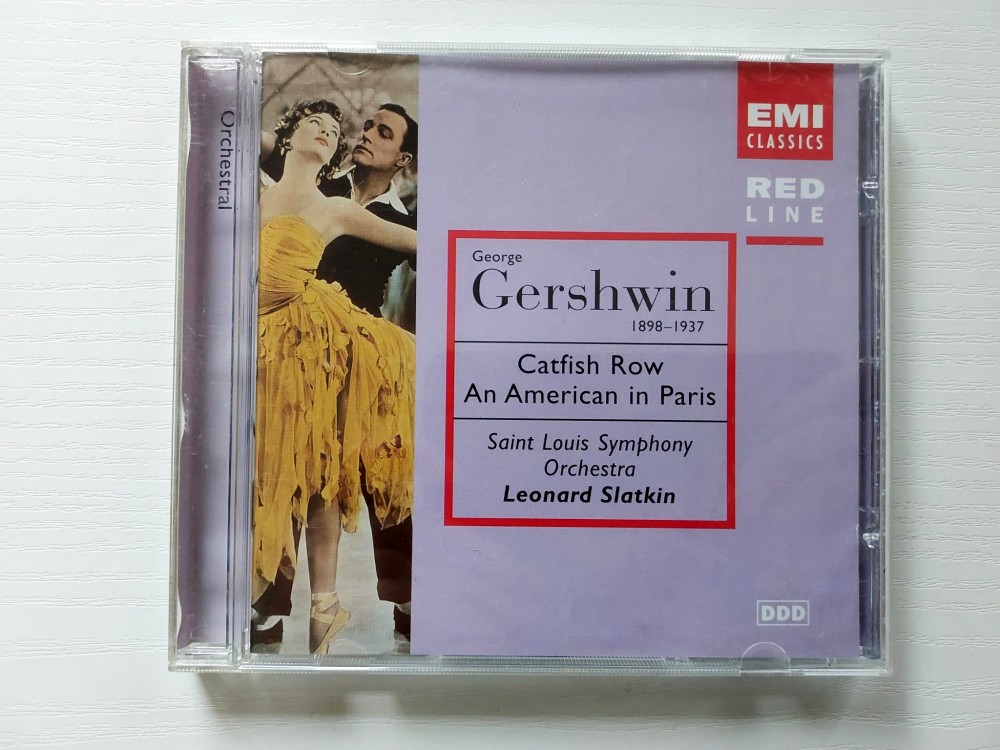 Orchestral
EMI
CLASSICS
RED
LINE
George
Gershwin
1898–1937
Catfish Row
An American in Paris
Saint Louis Symphony
Orchestra
Leonard Slatkin
DDD